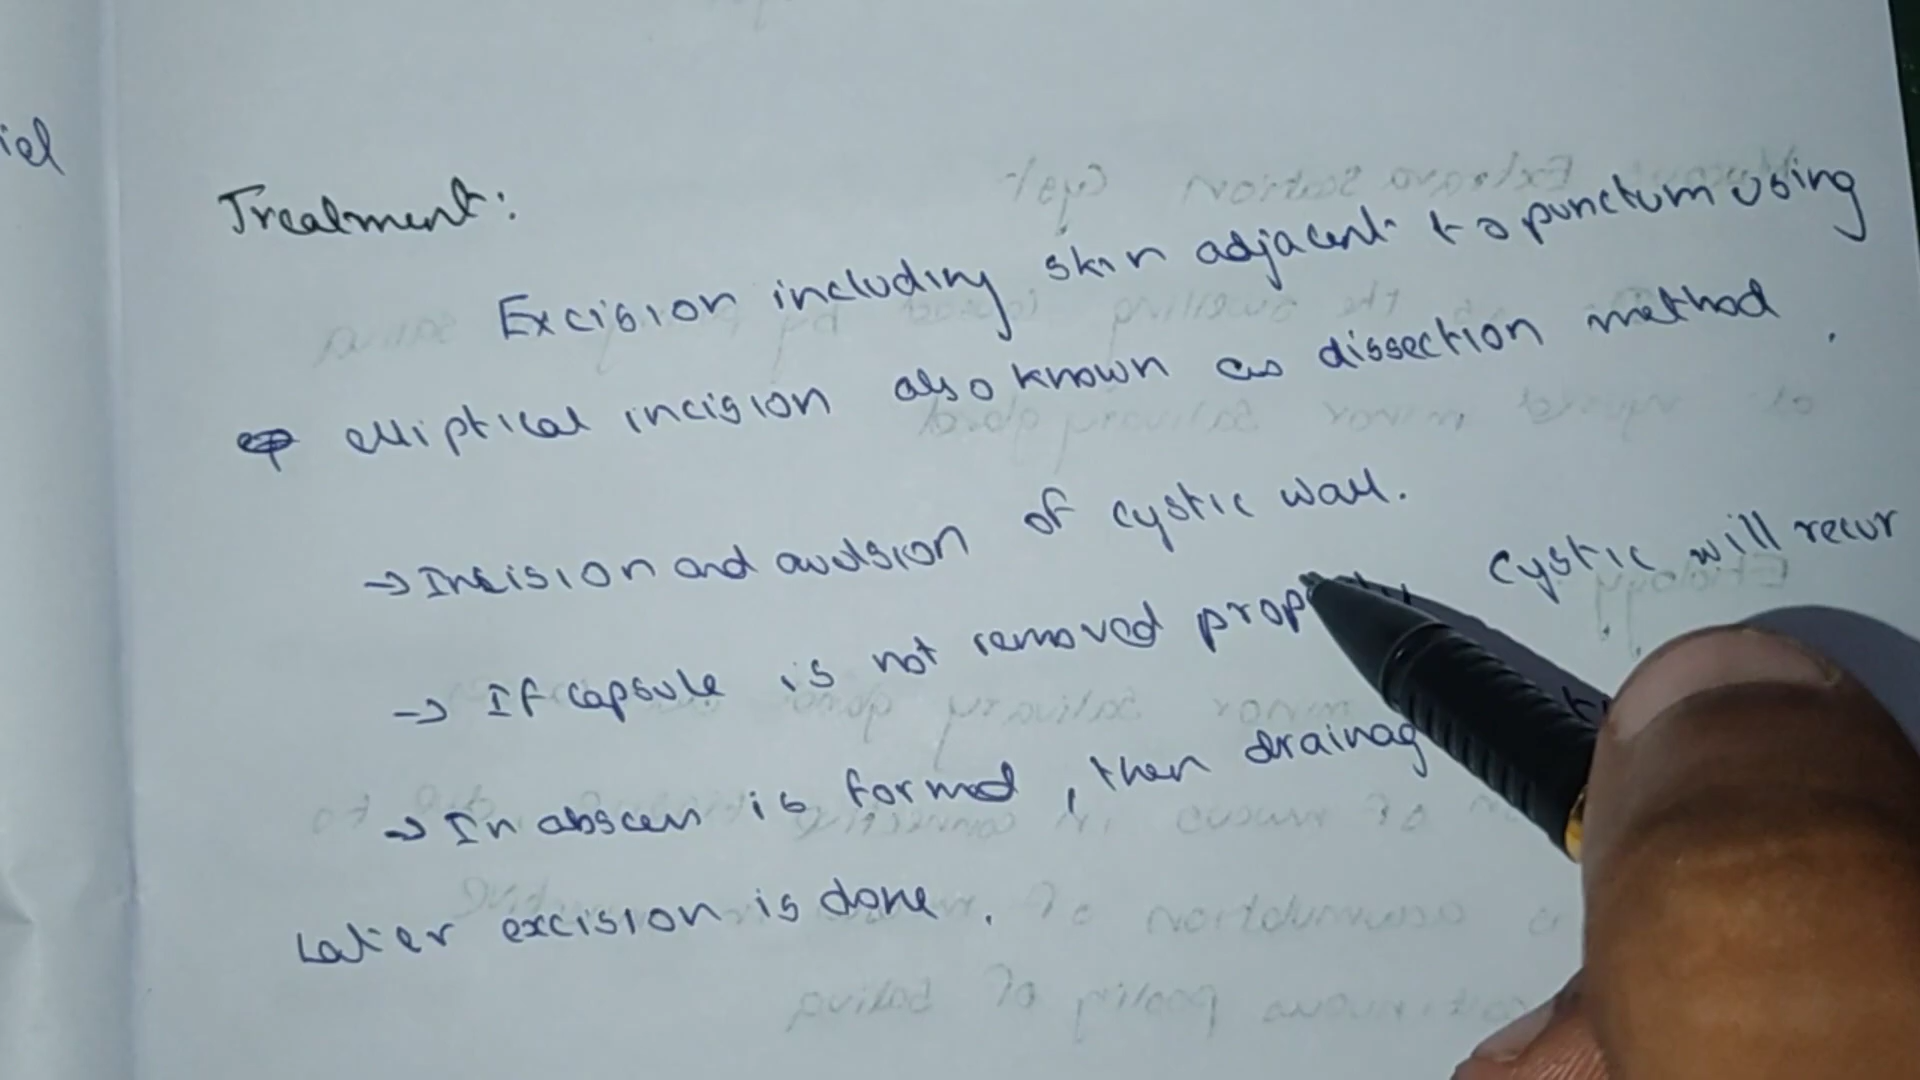 iel
Treatment:
Excision including skin adjacent to punctum using
elliptical incision also known as dissection method.
→ Incision and avulsion of cystic wall.
→ If capsule is not removed prop cystic will recur
→ In abscess is formed, then drainag
Later excision is done.